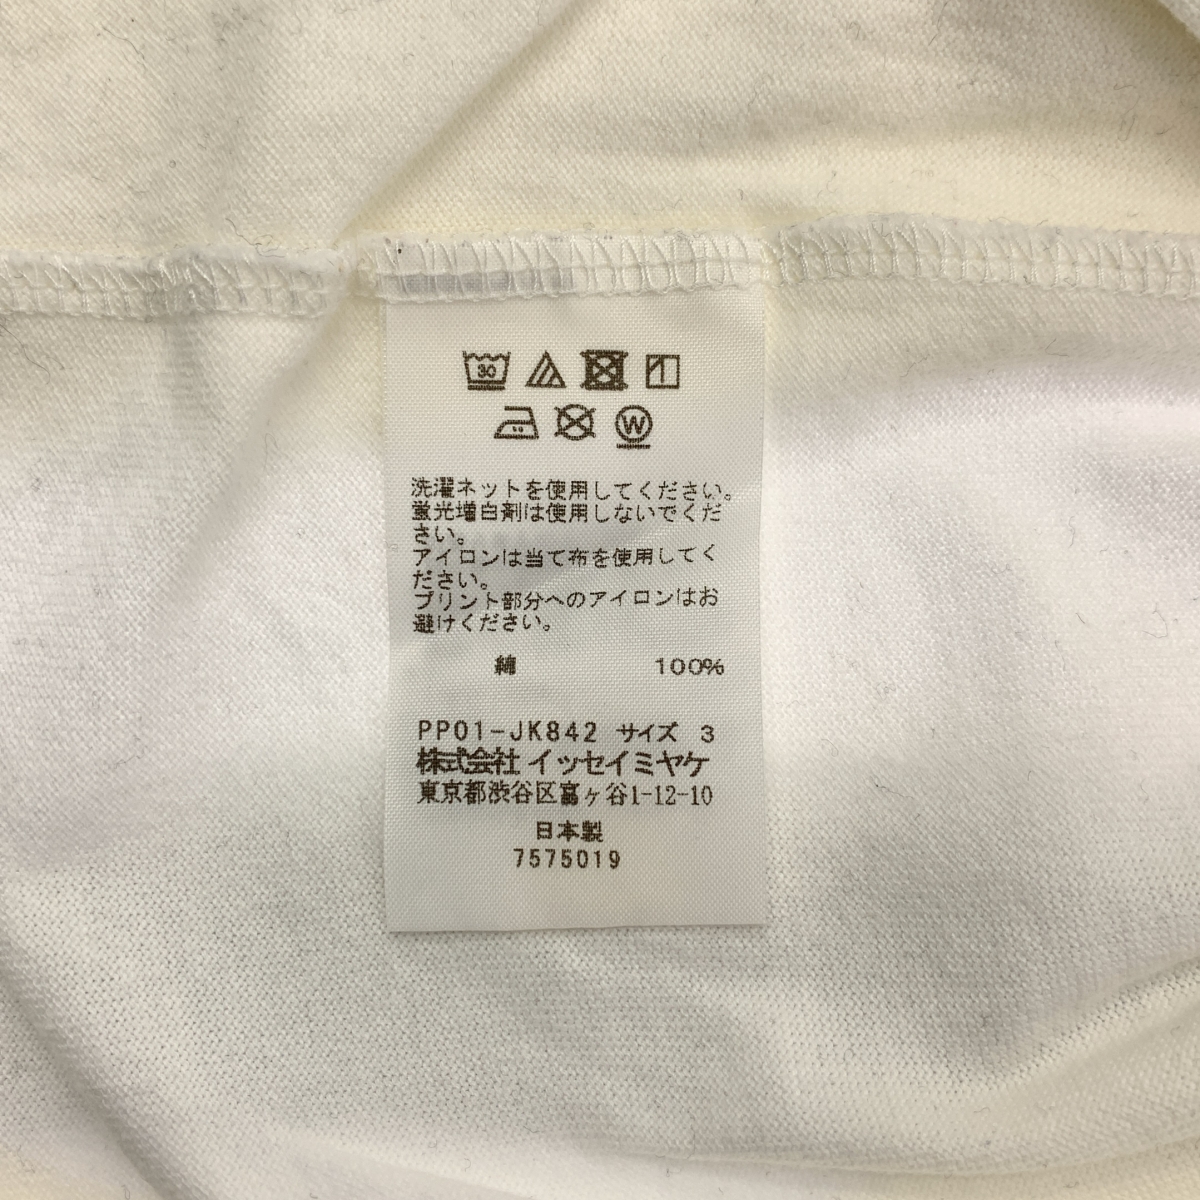 30
W
洗濯ネットを使用してください。
蛍光増白剤は使用しないでくだ
さい。
アイロンは当て布を使用してく
ださい。
プリント部分へのアイロンはお
避けください。
綿 100%
PP01-JK842 サイズ 3
株式会社 イッセイミヤケ
東京都渋谷区富ヶ谷1-12-10
日本製
7575019